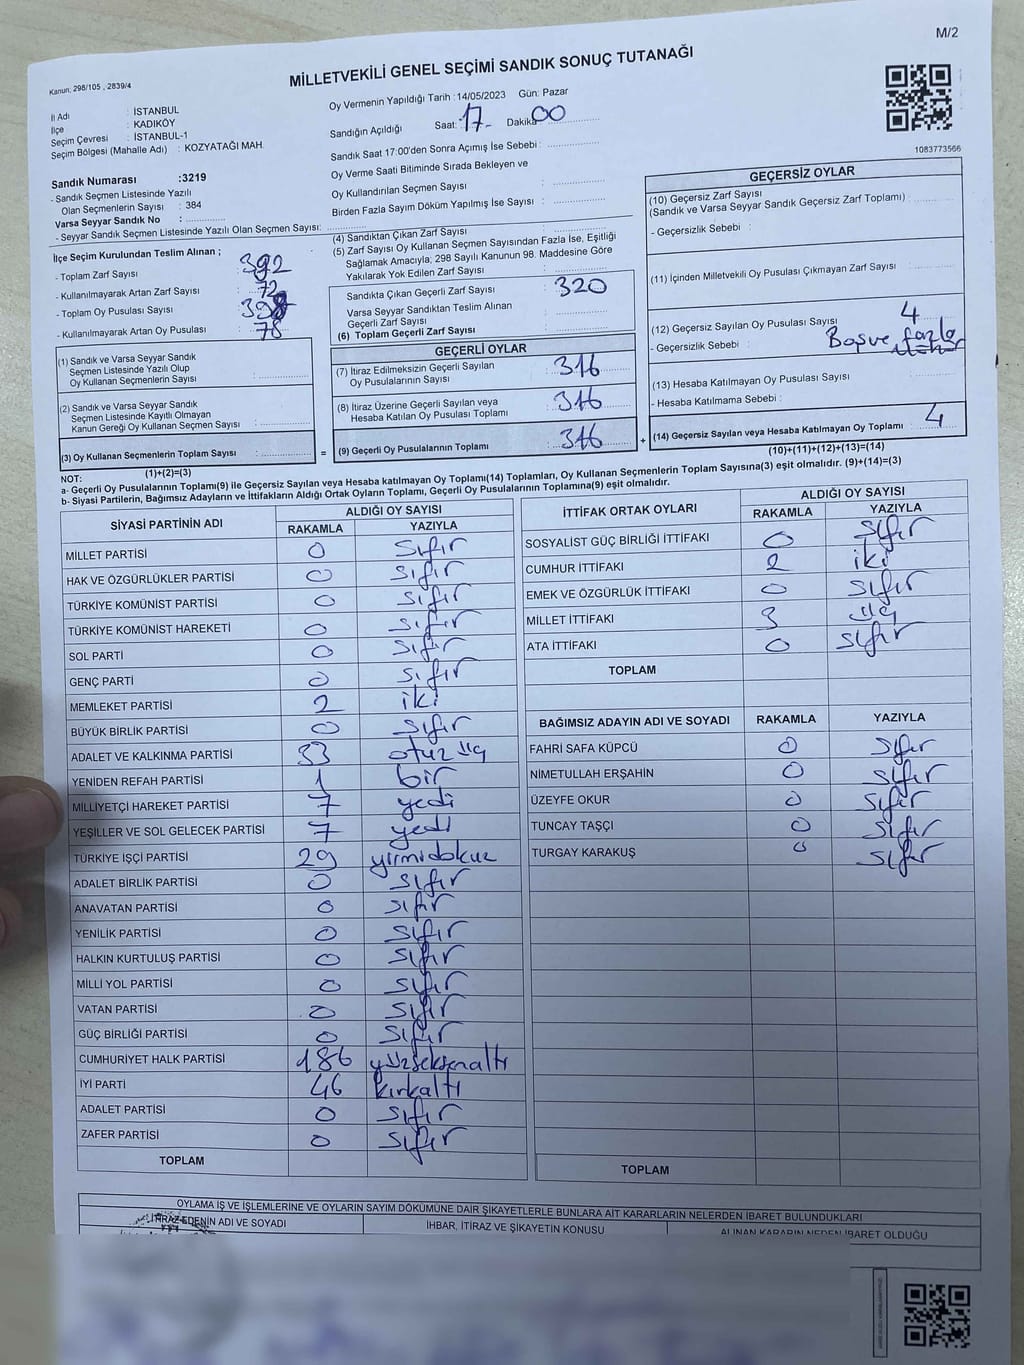 M/2
Kanun, 298/105 , 2839/4
MİLLETVEKİLİ GENEL SEÇİMİ SANDIK SONUÇ TUTANAĞI
İl Adı : İSTANBUL
İlçe : KADIKÖY
Seçim Çevresi : İSTANBUL-1
Seçim Bölgesi (Mahalle Adı) : KOZYATAĞI MAH.
Sandık Numarası :3219
- Sandık Seçmen Listesinde Yazılı
Olan Seçmenlerin Sayısı : 384
Varsa Seyyar Sandık No :
- Seyyar Sandık Seçmen Listesinde Yazılı Olan Seçmen Sayısı:
Oy Vermenin Yapıldığı Tarih :14/05/2023 Gün: Pazar
Sandığın Açıldığı Saat: 17- Dakika 00
Sandık Saat 17:00'den Sonra Açımış İse Sebebi :
Oy Verme Saati Bitiminde Sırada Bekleyen ve
Oy Kullandırılan Seçmen Sayısı :
Birden Fazla Sayım Döküm Yapılmış İse Sayısı :
1083773566
İlçe Seçim Kurulundan Teslim Alınan ;
- Toplam Zarf Sayısı : 392
- Kullanılmayarak Artan Zarf Sayısı : 72
- Toplam Oy Pusulası Sayısı :
- Kullanılmayarak Artan Oy Pusulası : 78
(1) Sandık ve Varsa Seyyar Sandık
Seçmen Listesinde Yazılı Olup
Oy Kullanan Seçmenlerin Sayısı :
(2) Sandık ve Varsa Seyyar Sandık
Seçmen Listesinde Kayıtlı Olmayan
Kanun Gereği Oy Kullanan Seçmen Sayısı :
(3) Oy Kullanan Seçmenlerin Toplam Sayısı :
(1)+(2)=(3)
(4) Sandıktan Çıkan Zarf Sayısı :
(5) Zarf Sayısı Oy Kullanan Seçmen Sayısından Fazla İse, Eşitliği
Sağlamak Amacıyla; 298 Sayılı Kanunun 98. Maddesine Göre
Yakılarak Yok Edilen Zarf Sayısı :
Sandıkta Çıkan Geçerli Zarf Sayısı : 320
Varsa Seyyar Sandıktan Teslim Alınan
Geçerli Zarf Sayısı :
(6) Toplam Geçerli Zarf Sayısı :
GEÇERLİ OYLAR
(7) İtiraz Edilmeksizin Geçerli Sayılan
Oy Pusulalarının Sayısı : 316
(8) İtiraz Üzerine Geçerli Sayılan veya
Hesaba Katılan Oy Pusulası Toplamı : 316
= (9) Geçerli Oy Pusulalarının Toplamı : 316
GEÇERSİZ OYLAR
(10) Geçersiz Zarf Sayısı
(Sandık ve Varsa Seyyar Sandık Geçersiz Zarf Toplamı) :
- Geçersizlik Sebebi :
(11) İçinden Milletvekili Oy Pusulası Çıkmayan Zarf Sayısı :
(12) Geçersiz Sayılan Oy Pusulası Sayısı : 4
- Geçersizlik Sebebi : Boş ve fazla
(13) Hesaba Katılmayan Oy Pusulası Sayısı :
- Hesaba Katılmama Sebebi :
+ (14) Geçersiz Sayılan veya Hesaba Katılmayan Oy Toplamı : 4
(10)+(11)+(12)+(13)=(14)
NOT:
a- Geçerli Oy Pusulalarının Toplamı(9) ile Geçersiz Sayılan veya Hesaba katılmayan Oy Toplamı(14) Toplamları, Oy Kullanan Seçmenlerin Toplam Sayısına(3) eşit olmalıdır. (9)+(14)=(3)
b- Siyasi Partilerin, Bağımsız Adayların ve İttifakların Aldığı Ortak Oyların Toplamı, Geçerli Oy Pusulalarının Toplamına(9) eşit olmalıdır.
SİYASİ PARTİNİN ADI ALDIĞI OY SAYISI
RAKAMLA YAZIYLA
MİLLET PARTİSİ 0 sıfır
HAK VE ÖZGÜRLÜKLER PARTİSİ 0 sıfır
TÜRKİYE KOMÜNİST PARTİSİ 0 sıfır
TÜRKİYE KOMÜNİST HAREKETİ 0 sıfır
SOL PARTİ 0 sıfır
GENÇ PARTİ 0 sıfır
MEMLEKET PARTİSİ 2 iki
BÜYÜK BİRLİK PARTİSİ 0 sıfır
ADALET VE KALKINMA PARTİSİ 33 otuz üç
YENİDEN REFAH PARTİSİ 1 bir
MİLLİYETÇİ HAREKET PARTİSİ 7 yedi
YEŞİLLER VE SOL GELECEK PARTİSİ 7 yedi
TÜRKİYE İŞÇİ PARTİSİ 29 yirmidokuz
ADALET BİRLİK PARTİSİ 0 sıfır
ANAVATAN PARTİSİ 0 sıfır
YENİLİK PARTİSİ 0 sıfır
HALKIN KURTULUŞ PARTİSİ 0 sıfır
MİLLİ YOL PARTİSİ 0 sıfır
VATAN PARTİSİ 0 sıfır
GÜÇ BİRLİĞİ PARTİSİ 0 sıfır
CUMHURİYET HALK PARTİSİ 186 yüzseksenaltı
İYİ PARTİ 46 kırkaltı
ADALET PARTİSİ 0 sıfır
ZAFER PARTİSİ 0 sıfır
TOPLAM
İTTİFAK ORTAK OYLARI ALDIĞI OY SAYISI
RAKAMLA YAZIYLA
SOSYALİST GÜÇ BİRLİĞİ İTTİFAKI 0 sıfır
CUMHUR İTTİFAKI 2 iki
EMEK VE ÖZGÜRLÜK İTTİFAKI 0 sıfır
MİLLET İTTİFAKI 3 üç
ATA İTTİFAKI 0 sıfır
TOPLAM
BAĞIMSIZ ADAYIN ADI VE SOYADI RAKAMLA YAZIYLA
FAHRİ SAFA KÜPCÜ 0 sıfır
NİMETULLAH ERŞAHİN 0 sıfır
ÜZEYFE OKUR 0 sıfır
TUNCAY TAŞÇI 0 sıfır
TURGAY KARAKUŞ 0 sıfır
TOPLAM
OYLAMA İŞ VE İŞLEMLERİNE VE OYLARIN SAYIM DÖKÜMÜNE DAİR ŞİKAYETLERLE BUNLARA AİT KARARLARIN NELERDEN İBARET BULUNDUKLARI
İTİRAZ EDENİN ADI VE SOYADI İHBAR, İTİRAZ VE ŞİKAYETİN KONUSU ALINAN KARARIN NEDEN İBARET OLDUĞU